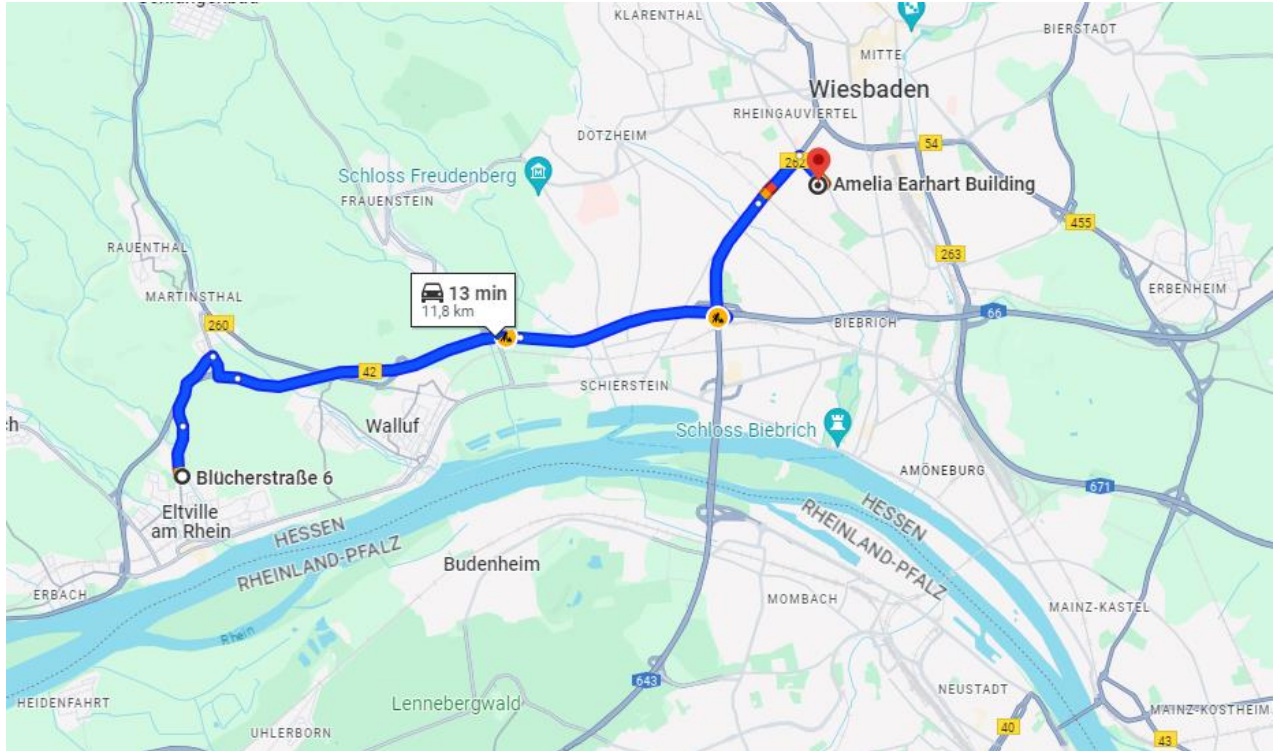 KLARENTHAL
BIERSTADT
MITTE
Wiesbaden
RHEINGAUVIERTEL
DOTZHEIM
54
262
Schloss Freudenberg
Amelia Earhart Building
FRAUENSTEIN
455
RAUENTHAL
263
13 min
11,8 km
ERBENHEIM
MARTINSTHAL
66
260
BIEBRICH
42
SCHIERSTEIN
Walluf
Schloss Biebrich
Blücherstraße 6
AMÖNEBURG
671
Eltville
am Rhein
HESSEN
RHEINLAND-PFALZ
HESSEN
RHEINLAND-PFALZ
Budenheim
ERBACH
MOMBACH
MAINZ-KASTEL
Rhein
643
NEUSTADT
HEIDENFAHRT
Lennebergwald
MAINZ-KOSTHEIM
UHLERBORN
40
43